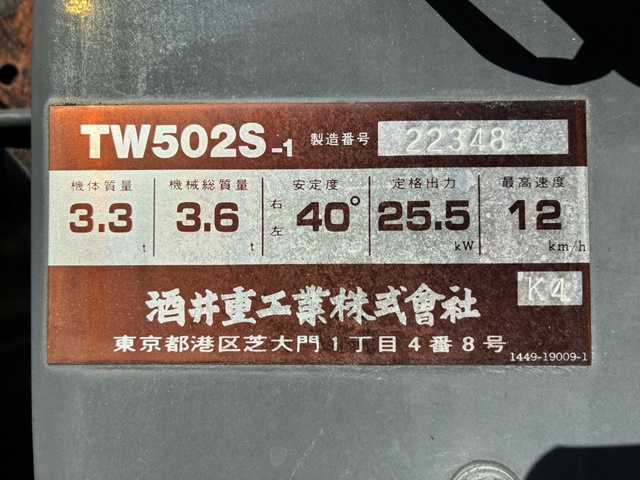 TW502S-1 製造番号 22348
機体質量 機械総質量 安定度 定格出力 最高速度
3.3 t 3.6 t 右左 40° 25.5 kW 12 km/h
K4
酒井重工業株式會社
東京都港区芝大門1丁目4番8号
1449-19009-1